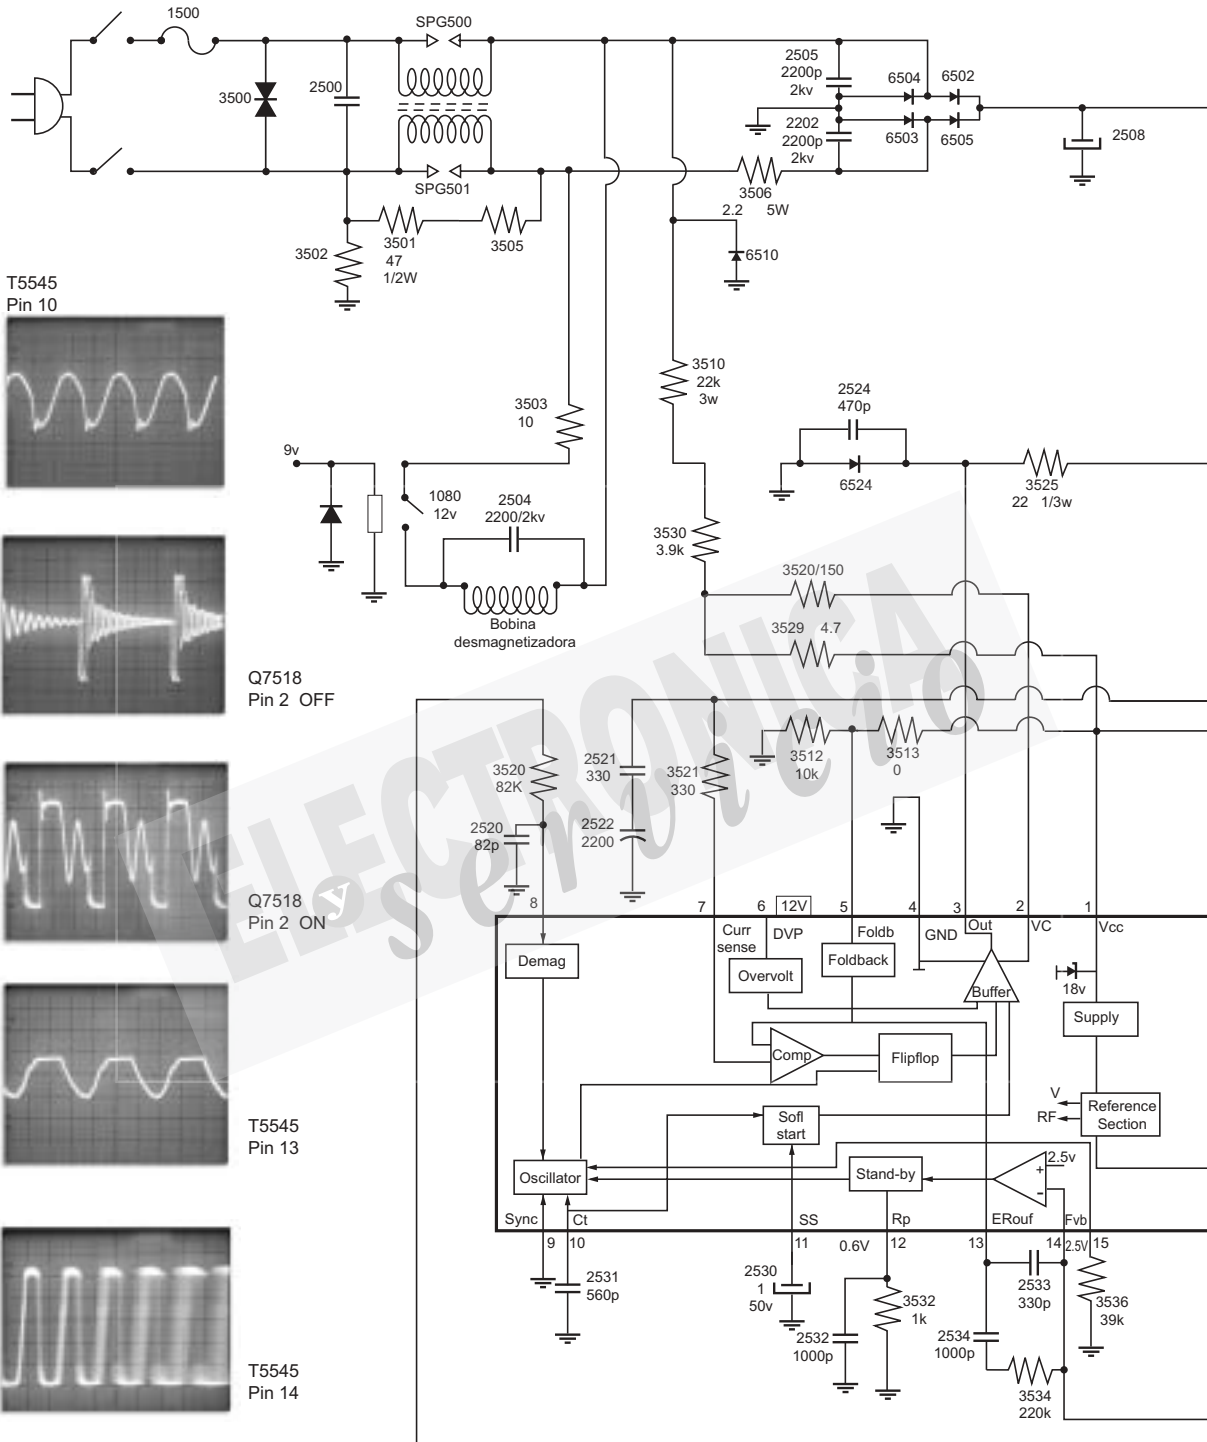 1500
SPG500
3500
2500
2505
2200p
2kv
6504
6502
2202
2200p
2kv
6503
6505
2508
SPG501
3506
2.2 5W
3502
3501
47
1/2W
3505
6510
T5545
Pin 10
3510
22k
3w
2524
470p
3503
10
9v
6524
3525
22 1/3w
1080
12v
2504
2200/2kv
3530
3.9k
3520/150
Bobina
desmagnetizadora
3529 4.7
Q7518
Pin 2 OFF
ELECTRONICA
y servicio
3520
82K
2521
330
3521
330
3512
10k
3513
0
2520
82p
2522
2200
Q7518
Pin 2 ON
8
7
6
12V
5
4
3
2
1
Curr
sense
DVP
Foldb
GND
Out
VC
Vcc
Demag
Overvolt
Foldback
Buffer
18v
Supply
Comp
Flipflop
V
RF
Reference
Section
Sofl
start
T5545
Pin 13
Oscillator
Stand-by
2.5v
+
-
Sync
Ct
SS
Rp
ERouf
Fvb
9
10
11
0.6V
12
13
14
2.5V
15
2531
560p
2530
1
50v
2533
330p
3532
1k
3536
39k
2532
1000p
2534
1000p
3534
220k
T5545
Pin 14